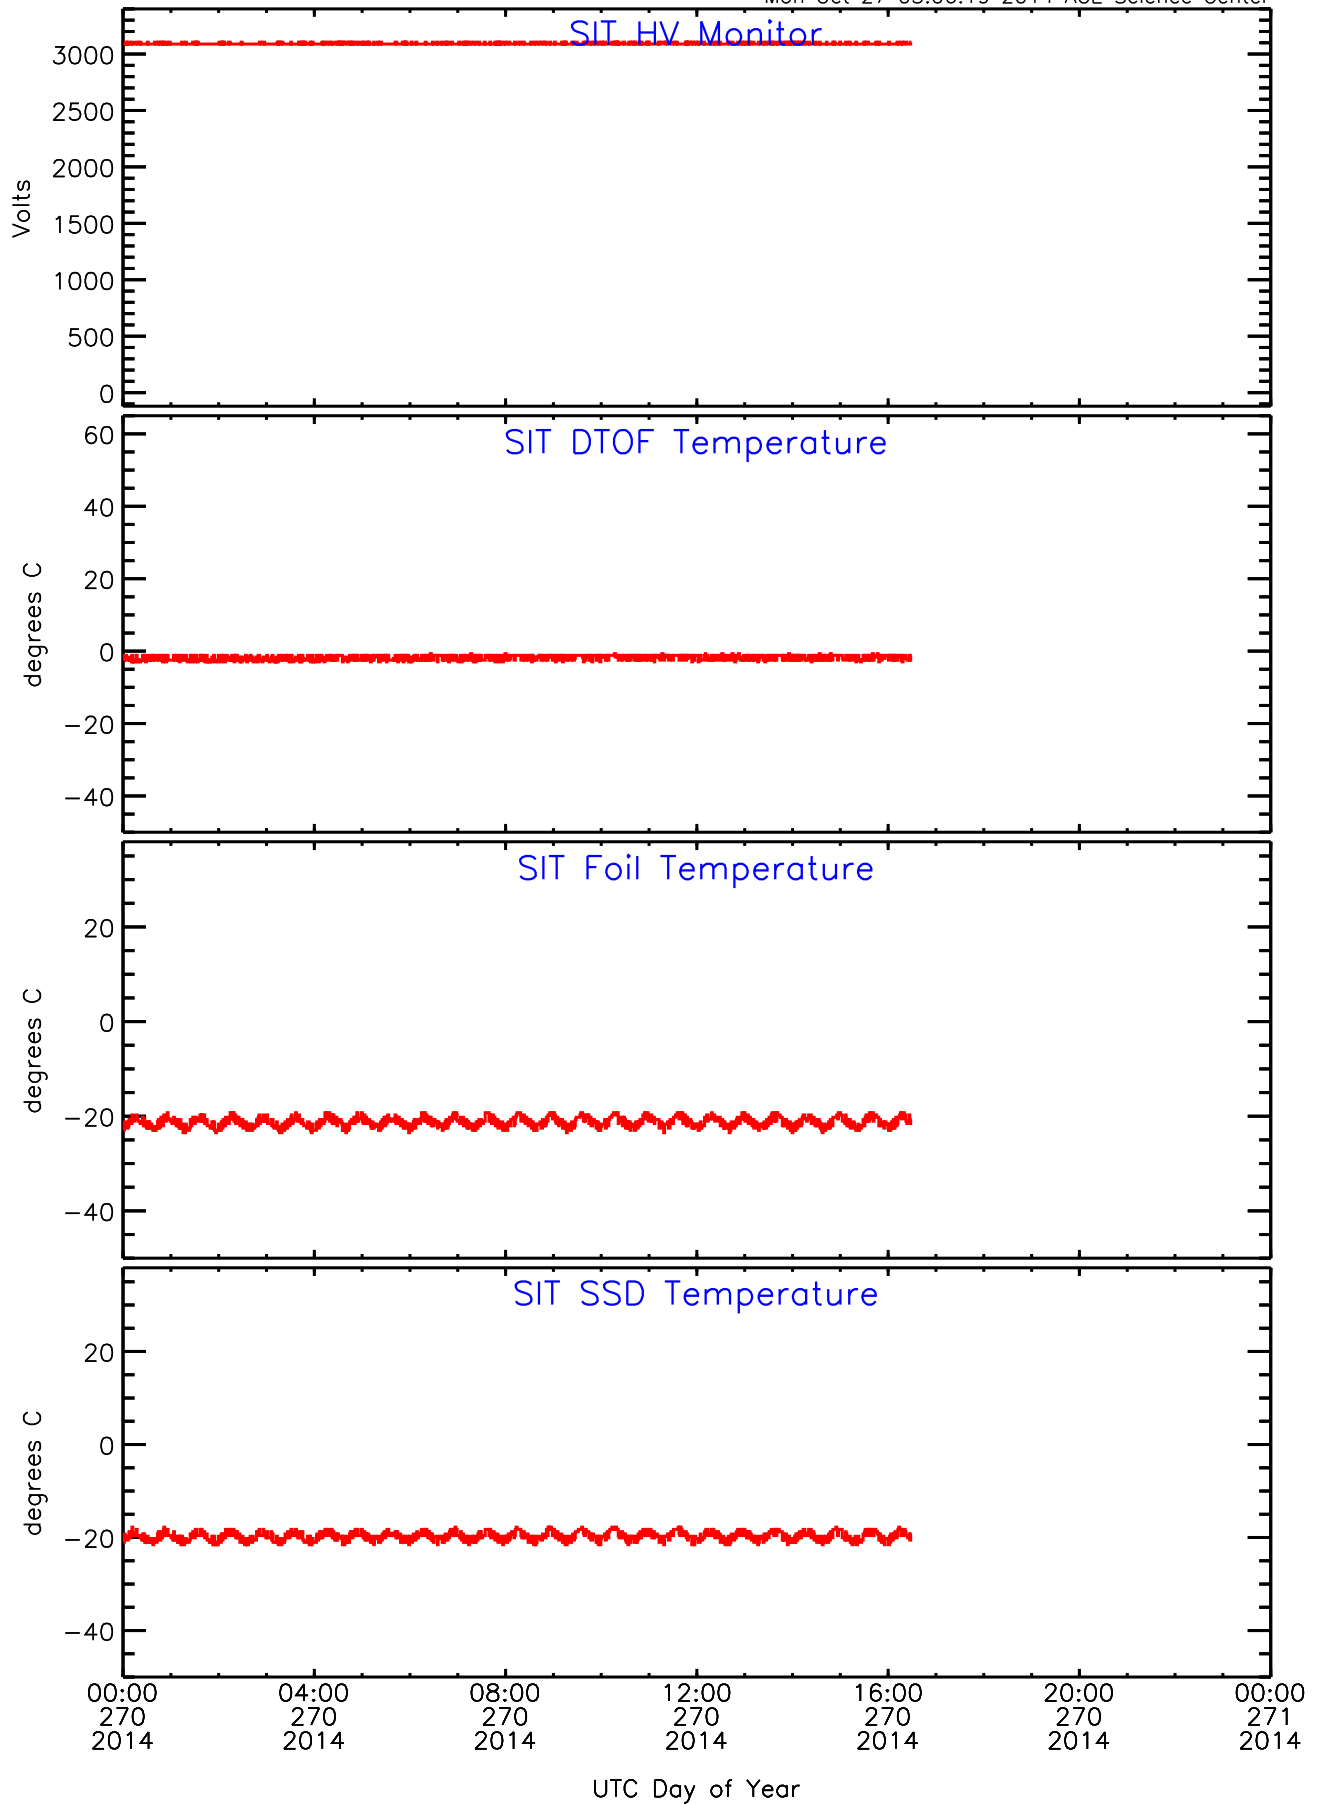 SIT HV Monitor
3000
2500
2000
1500
1000
500
0
Volts
SIT DTOF Temperature
60
40
20
0
−20
−40
degrees C
SIT Foil Temperature
20
0
−20
−40
degrees C
SIT SSD Temperature
20
0
−20
−40
degrees C
00:00 04:00 08:00 12:00 16:00 20:00 00:00
270 270 270 270 270 270 271
2014 2014 2014 2014 2014 2014 2014
UTC Day of Year